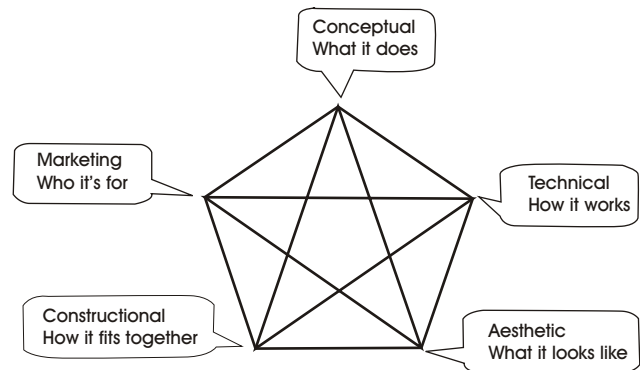 Conceptual
What it does
Marketing
Who it's for
Technical
How it works
Constructional
How it fits together
Aesthetic
What it looks like